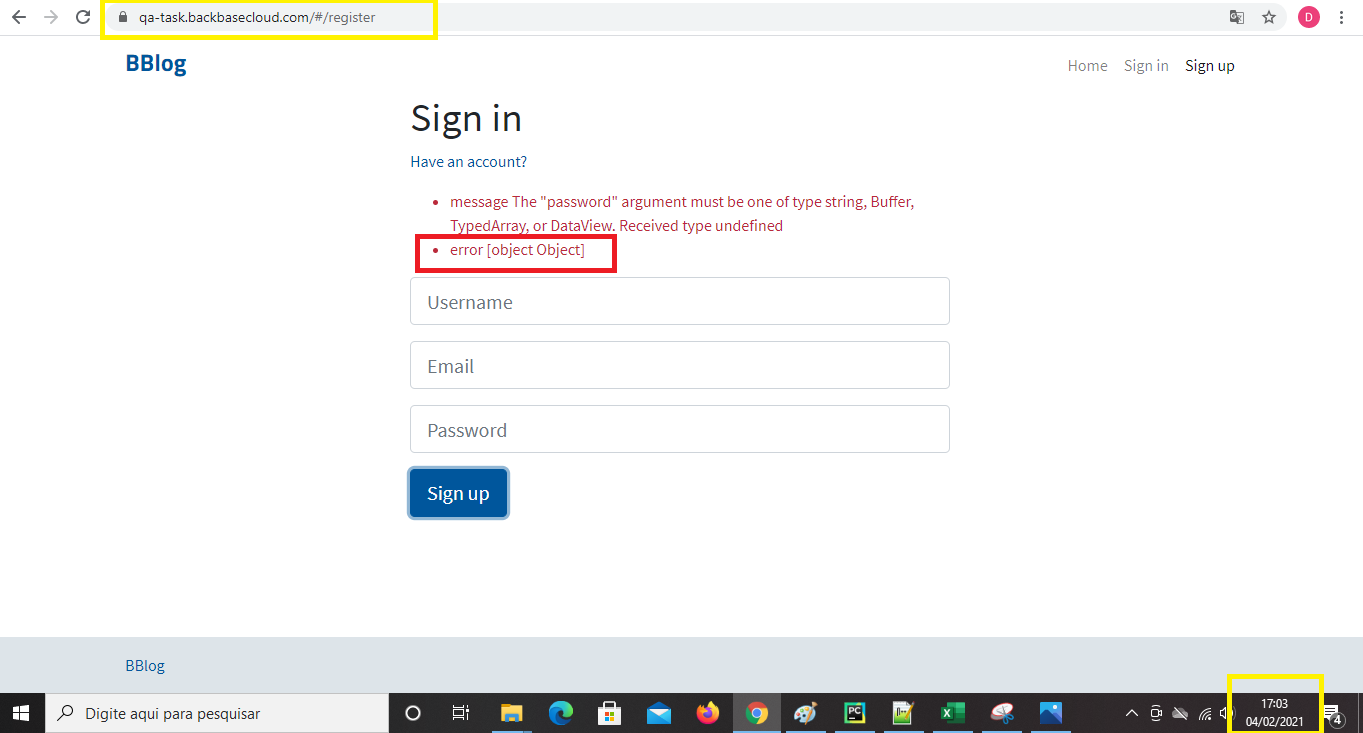 qa-task.backbasecloud.com/#/register
D
BBlog
Home Sign in Sign up
Sign in
Have an account?
message The "password" argument must be one of type string, Buffer,
TypedArray, or DataView. Received type undefined
error [object Object]
Username
Email
Password
Sign up
BBlog
Digite aqui para pesquisar
PC
17:03
04/02/2021
4